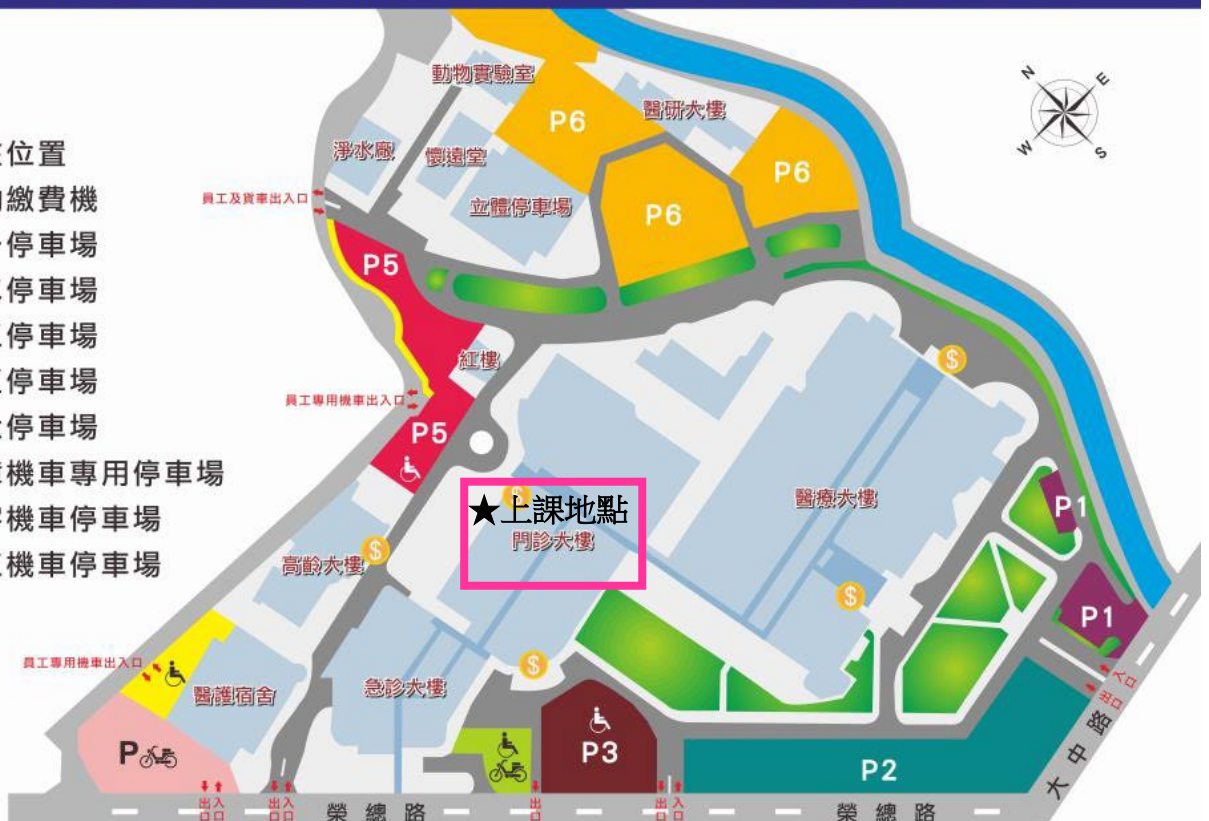 位置
繳費機
停車場
停車場
停車場
停車場
停車場
機車專用停車場
機車停車場
機車停車場
N
E
W
S
動物實驗室
P6
醫研大樓
淨水廠
懷遠堂
P6
員工及貨車出入口
立體停車場
P6
P5
紅樓
$
員工專用機車出入口
P5
$
★上課地點
門診大樓
醫療大樓
P1
高齡大樓
$
$
P1
員工專用機車出入口
醫護宿舍
急診大樓
$
出口
入口
P
P3
P2
大中路
出口
入口
出口
入口
榮總路
出口
出口
入口
榮總路